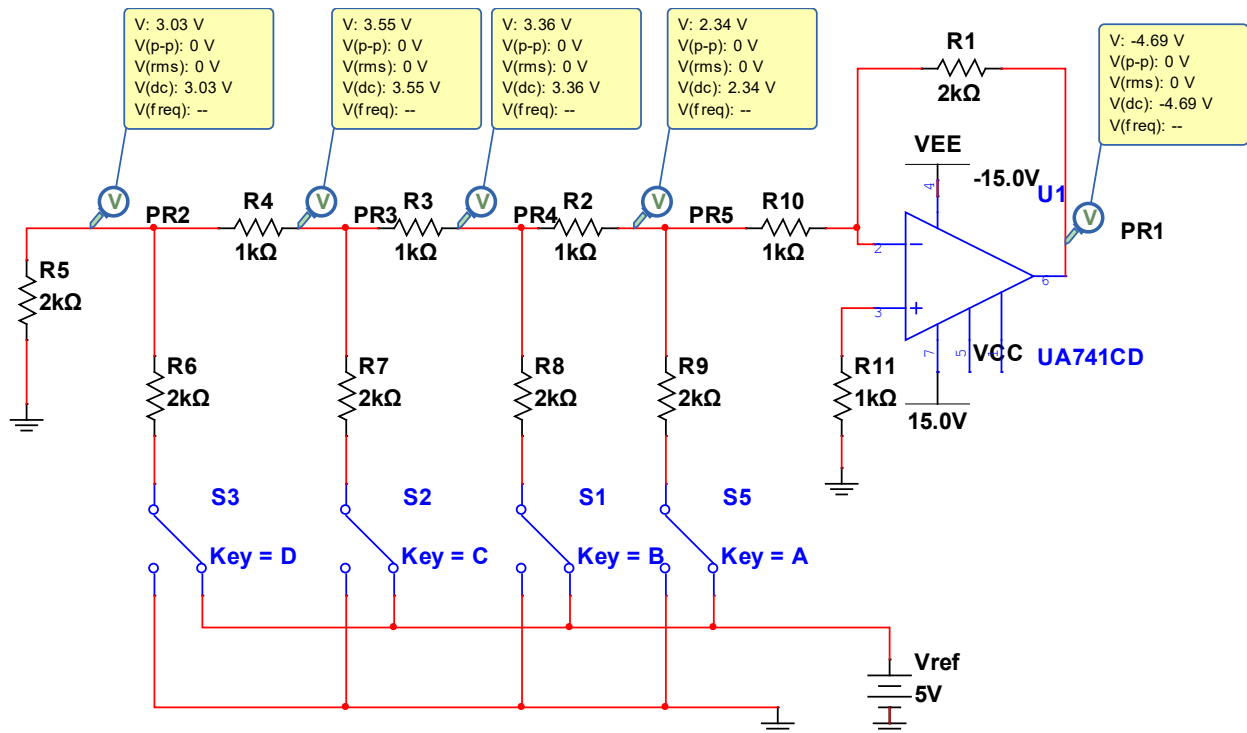 V: 3.03 V
V(p-p): 0 V
V(rms): 0 V
V(dc): 3.03 V
V(freq): --
V: 3.55 V
V(p-p): 0 V
V(rms): 0 V
V(dc): 3.55 V
V(freq): --
V: 3.36 V
V(p-p): 0 V
V(rms): 0 V
V(dc): 3.36 V
V(freq): --
V: 2.34 V
V(p-p): 0 V
V(rms): 0 V
V(dc): 2.34 V
V(freq): --
R1
2kΩ
V: -4.69 V
V(p-p): 0 V
V(rms): 0 V
V(dc): -4.69 V
V(freq): --
VEE
-15.0V
4
U1
V
V
V
V
V
PR2
R4
1kΩ
PR3
R3
1kΩ
PR4
R2
1kΩ
PR5
R10
1kΩ
PR1
2
3
6
7
5
VCC
UA741CD
15.0V
R5
2kΩ
R6
2kΩ
R7
2kΩ
R8
2kΩ
R9
2kΩ
R11
1kΩ
S3
Key = D
S2
Key = C
S1
Key = B
S5
Key = A
Vref
5V